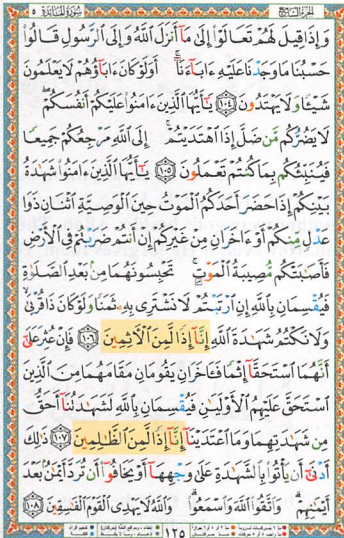 الجزء السابع
سورة المائدة ٥
وَإِذَا قِيلَ لَهُمْ تَعَالَوْا۟ إِلَىٰ مَآ أَنزَلَ ٱللَّهُ وَإِلَى ٱلرَّسُولِ قَالُوا۟
حَسْبُنَا مَا وَجَدْنَا عَلَيْهِ ءَابَآءَنَآ ۚ أَوَلَوْ كَانَ ءَابَآؤُهُمْ لَا يَعْلَمُونَ
شَيْـًٔا وَلَا يَهْتَدُونَ ١٠٤ يَـٰٓأَيُّهَا ٱلَّذِينَ ءَامَنُوا۟ عَلَيْكُمْ أَنفُسَكُمْ ۖ
لَا يَضُرُّكُم مَّن ضَلَّ إِذَا ٱهْتَدَيْتُمْ ۚ إِلَى ٱللَّهِ مَرْجِعُكُمْ جَمِيعًا
فَيُنَبِّئُكُم بِمَا كُنتُمْ تَعْمَلُونَ ١٠٥ يَـٰٓأَيُّهَا ٱلَّذِينَ ءَامَنُوا۟ شَهَـٰدَةُ
بَيْنِكُمْ إِذَا حَضَرَ أَحَدَكُمُ ٱلْمَوْتُ حِينَ ٱلْوَصِيَّةِ ٱثْنَانِ ذَوَا
عَدْلٍ مِّنكُمْ أَوْ ءَاخَرَانِ مِنْ غَيْرِكُمْ إِنْ أَنتُمْ ضَرَبْتُمْ فِى ٱلْأَرْضِ
فَأَصَـٰبَتْكُم مُّصِيبَةُ ٱلْمَوْتِ ۚ تَحْبِسُونَهُمَا مِنۢ بَعْدِ ٱلصَّلَوٰةِ
فَيُقْسِمَانِ بِٱللَّهِ إِنِ ٱرْتَبْتُمْ لَا نَشْتَرِى بِهِۦ ثَمَنًا وَلَوْ كَانَ ذَا قُرْبَىٰ ۙ
وَلَا نَكْتُمُ شَهَـٰدَةَ ٱللَّهِ إِنَّآ إِذًا لَّمِنَ ٱلْـَٔاثِمِينَ ١٠٦ فَإِنْ عُثِرَ عَلَىٰٓ
أَنَّهُمَا ٱسْتَحَقَّآ إِثْمًا فَـَٔاخَرَانِ يَقُومَانِ مَقَامَهُمَا مِنَ ٱلَّذِينَ
ٱسْتَحَقَّ عَلَيْهِمُ ٱلْأَوْلَيَـٰنِ فَيُقْسِمَانِ بِٱللَّهِ لَشَهَـٰدَتُنَآ أَحَقُّ
مِن شَهَـٰدَتِهِمَا وَمَا ٱعْتَدَيْنَآ إِنَّآ إِذًا لَّمِنَ ٱلظَّـٰلِمِينَ ١٠٧ ذَٰلِكَ
أَدْنَىٰٓ أَن يَأْتُوا۟ بِٱلشَّهَـٰدَةِ عَلَىٰ وَجْهِهَآ أَوْ يَخَافُوٓا۟ أَن تُرَدَّ أَيْمَـٰنٌۢ بَعْدَ
أَيْمَـٰنِهِمْ ۗ وَٱتَّقُوا۟ ٱللَّهَ وَٱسْمَعُوا۟ ۗ وَٱللَّهُ لَا يَهْدِى ٱلْقَوْمَ ٱلْفَـٰسِقِينَ ١٠٨
١٢٥